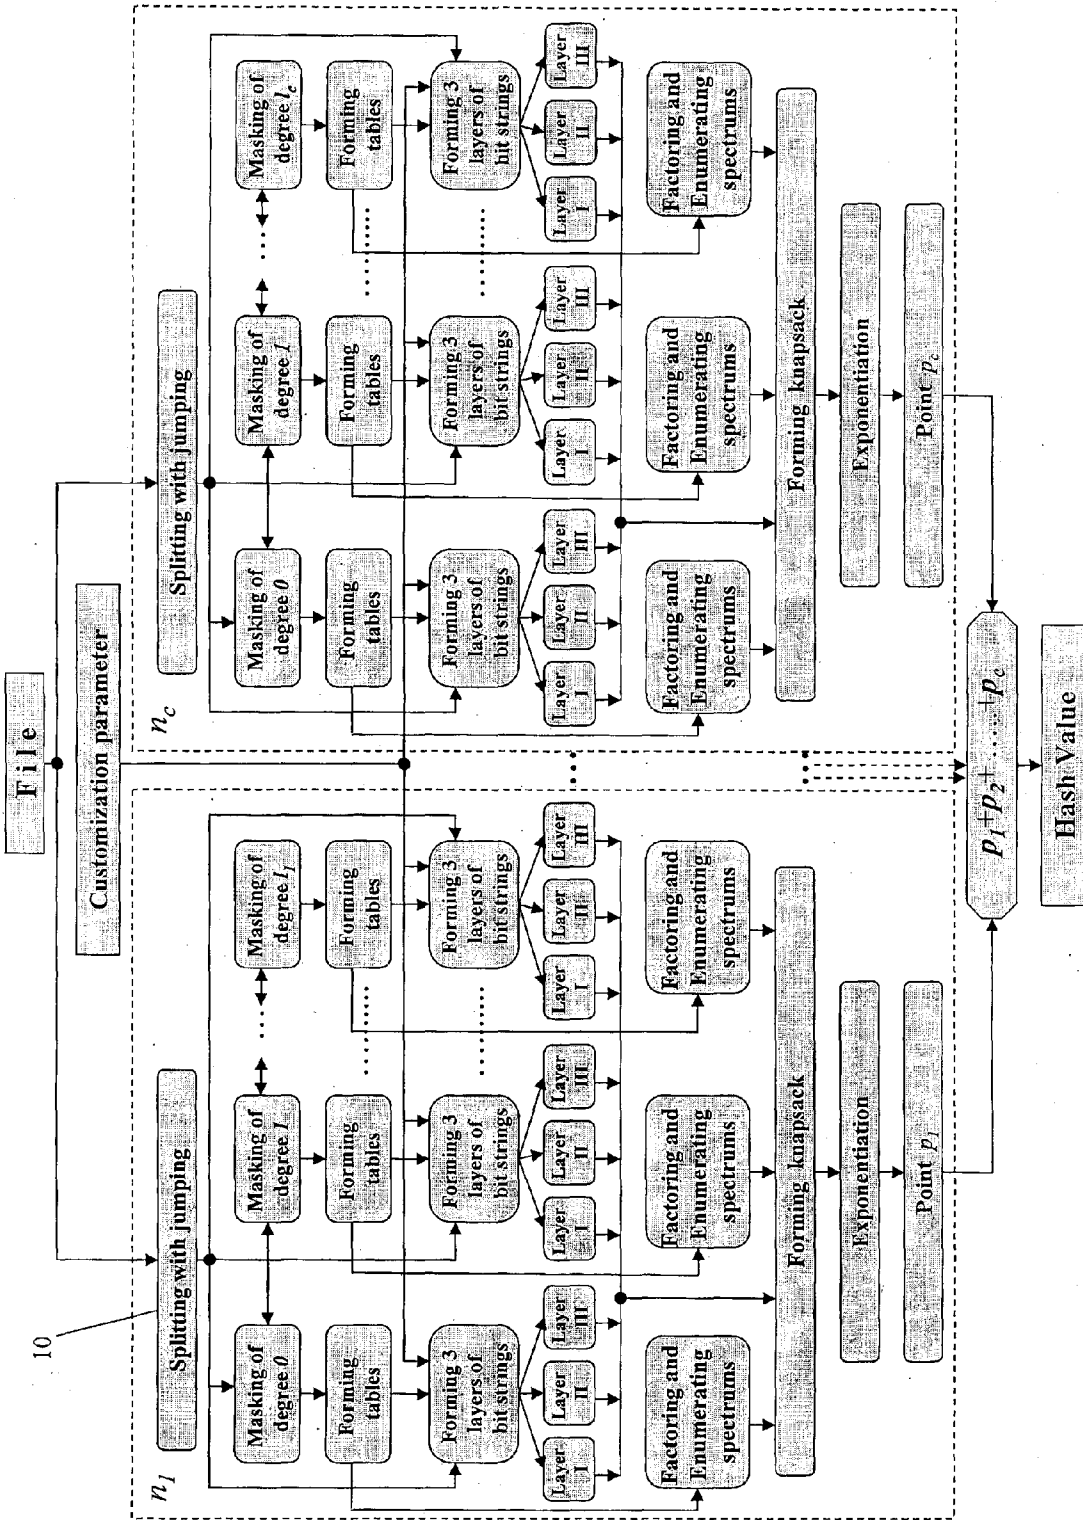 File
Customization parameter
10
n1
Splitting with jumping
Masking of
degree 0
Masking of
degree 1
Masking of
degree l1
Forming
tables
Forming
tables
Forming
tables
Forming 3
layers of
bit strings
Forming 3
layers of
bit strings
Forming 3
layers of
bit strings
Layer
I
Layer
II
Layer
III
Layer
I
Layer
II
Layer
III
Layer
I
Layer
II
Layer
III
Factoring and
Enumerating
spectrums
Factoring and
Enumerating
spectrums
Factoring and
Enumerating
spectrums
Forming knapsack
Exponentiation
Point p1
nc
Splitting with jumping
Masking of
degree 0
Masking of
degree 1
Masking of
degree lc
Forming
tables
Forming
tables
Forming
tables
Forming 3
layers of
bit strings
Forming 3
layers of
bit strings
Forming 3
layers of
bit strings
Layer
I
Layer
II
Layer
III
Layer
I
Layer
II
Layer
III
Layer
I
Layer
II
Layer
III
Factoring and
Enumerating
spectrums
Factoring and
Enumerating
spectrums
Factoring and
Enumerating
spectrums
Forming knapsack
Exponentiation
Point pc
p1+p2+......+pc
Hash Value